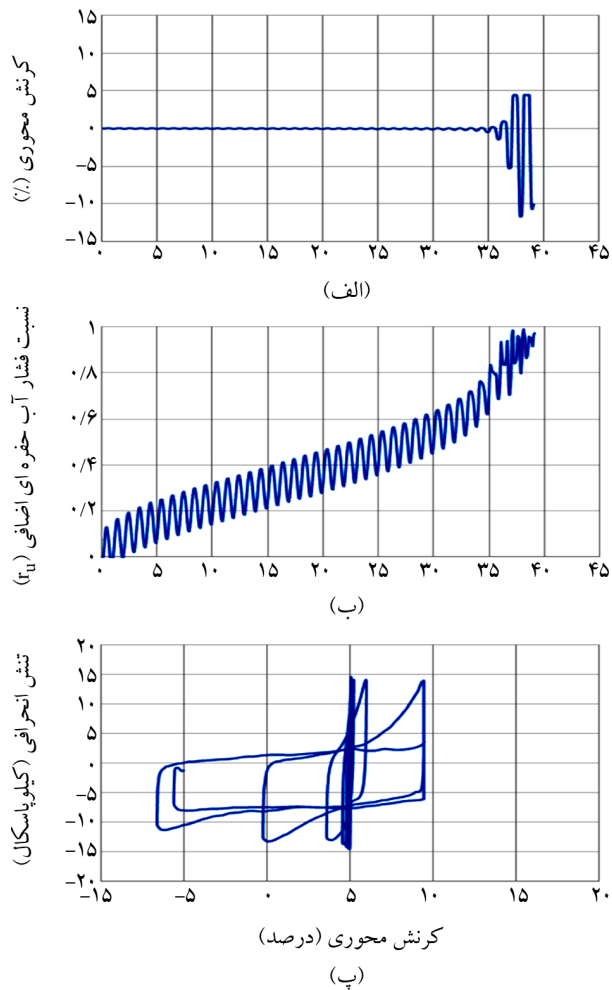 کرنش محوری (٪)
۱۵
۱۰
۵
۰
−۵
−۱۰
−۱۵
۰ ۵ ۱۰ ۱۵ ۲۰ ۲۵ ۳۰ ۳۵ ۴۰ ۴۵
(الف)
نسبت فشار آب حفره ای اضافی (ru)
۱
۰/۸
۰/۶
۰/۴
۰/۲
۰
۰ ۵ ۱۰ ۱۵ ۲۰ ۲۵ ۳۰ ۳۵ ۴۰ ۴۵
(ب)
تنش انحرافی (کیلوپاسکال)
۲۰
۱۵
۱۰
۵
۰
−۵
−۱۰
−۱۵
−۲۰
−۱۵ −۵ ۰ ۵ ۱۰ ۱۵ ۲۰
کرنش محوری (درصد)
(پ)